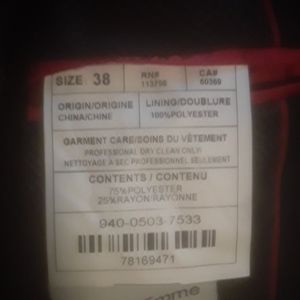 SIZE: 38
RN#
113796
CA#
50369
ORIGIN/ORIGINE
CHINA/CHINE
LINING/DOUBLURE
100%POLYESTER
GARMENT CARE/SOINS DU VÊTEMENT
PROFESSIONAL DRY CLEAN ONLY/
NETTOYAGE A SEC PROFESSIONNEL SEULEMENT
CONTENTS / CONTENU
75%POLYESTER
25%RAYON/RAYONNE
940-0503-7533
78169471